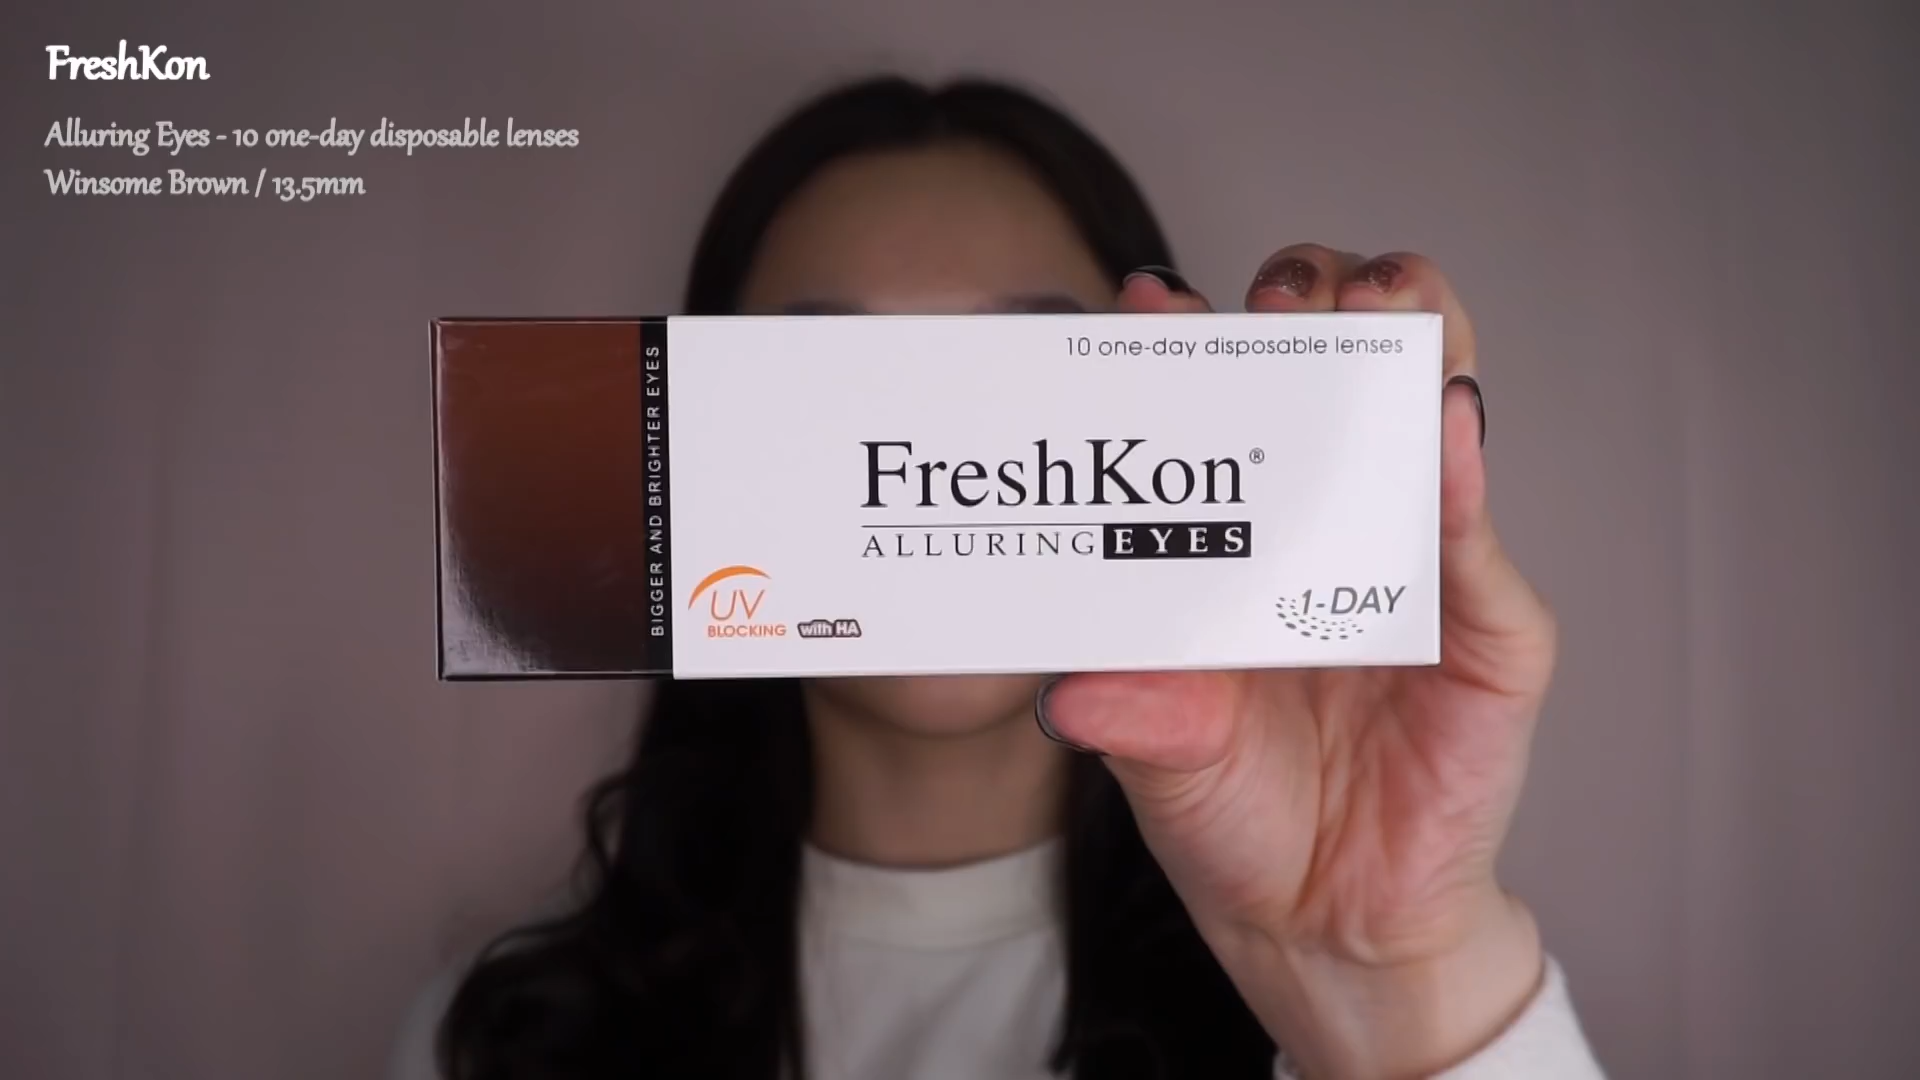 FreshKon
Alluring Eyes - 10 one-day disposable lenses
Winsome Brown / 13.5mm
10 one-day disposable lenses
BIGGER AND BRIGHTER EYES
FreshKon®
ALLURING EYES
UV
BLOCKING
with HA
1-DAY